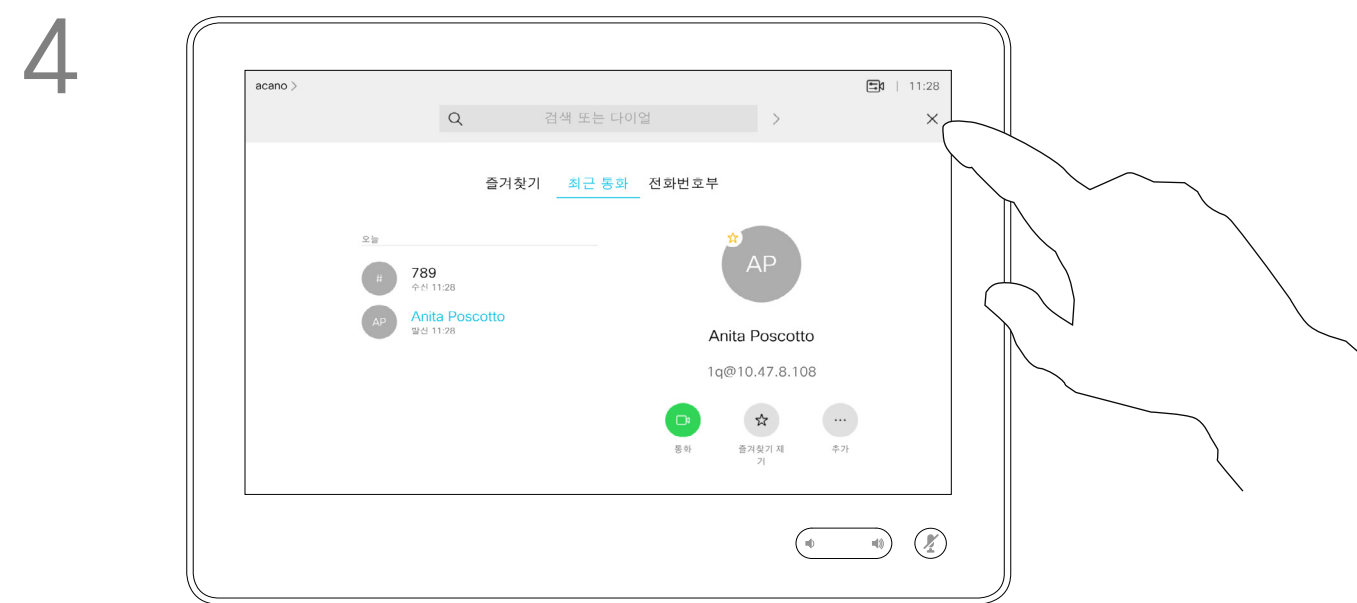 4
acano >
11:28
검색 또는 다이얼
즐겨찾기 최근 통화 전화번호부
오늘
# 789
수신 11:28
AP Anita Poscotto
발신 11:28
AP
Anita Poscotto
1q@10.47.8.108
통화
즐겨찾기 제
거
추가